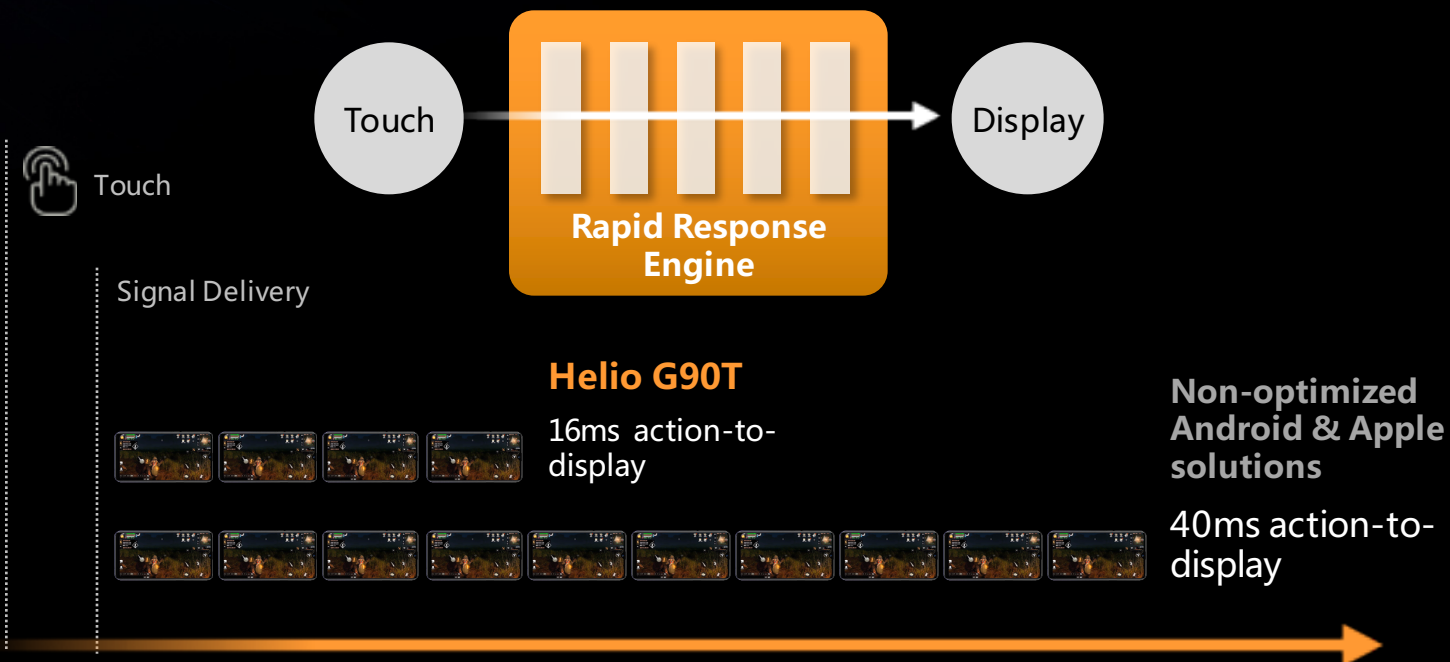 Touch
Display
Rapid Response
Engine
Touch
Signal Delivery
Helio G90T
16ms action-to-
display
Non-optimized
Android & Apple
solutions
40ms action-to-
display